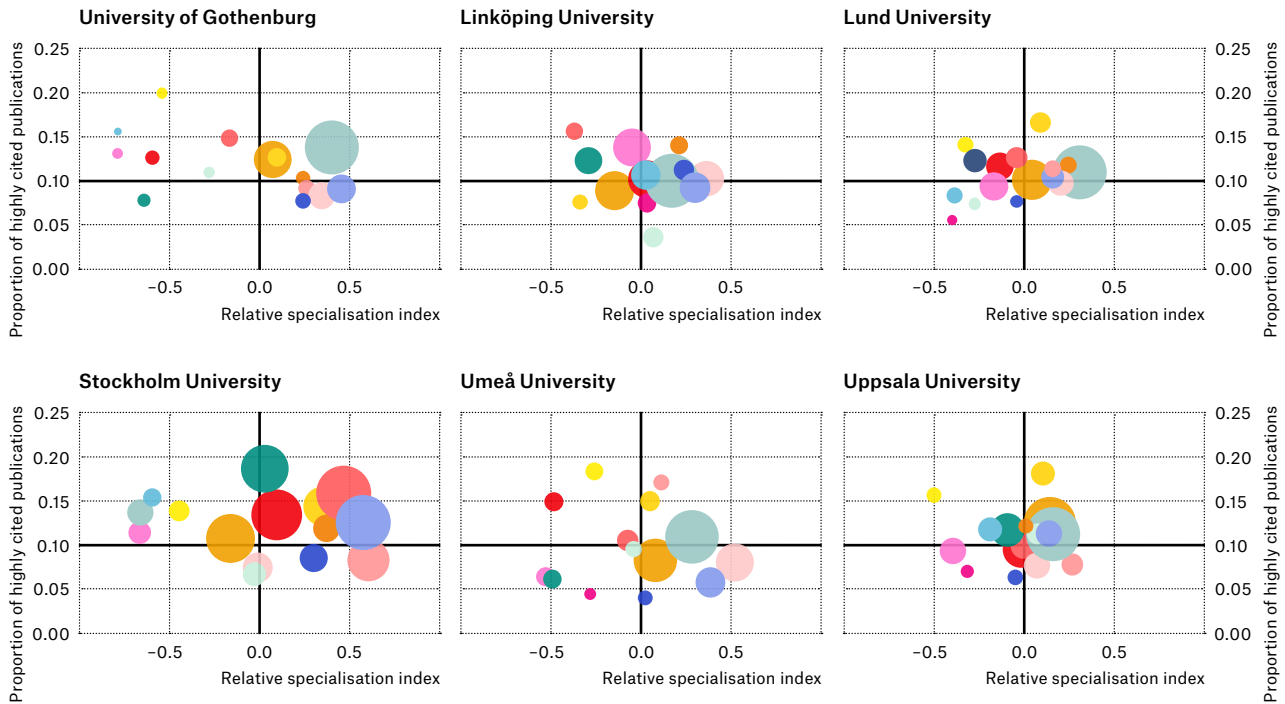 University of Gothenburg
Linköping University
Lund University
Proportion of highly cited publications
0.25
0.20
0.15
0.10
0.05
0.00
0.25
0.20
0.15
0.10
0.05
0.00
Proportion of highly cited publications
−0.5 0.0 0.5
−0.5 0.0 0.5
−0.5 0.0 0.5
Relative specialisation index
Relative specialisation index
Relative specialisation index
Stockholm University
Umeå University
Uppsala University
Proportion of highly cited publications
0.25
0.20
0.15
0.10
0.05
0.00
0.25
0.20
0.15
0.10
0.05
0.00
Proportion of highly cited publications
−0.5 0.0 0.5
−0.5 0.0 0.5
−0.5 0.0 0.5
Relative specialisation index
Relative specialisation index
Relative specialisation index